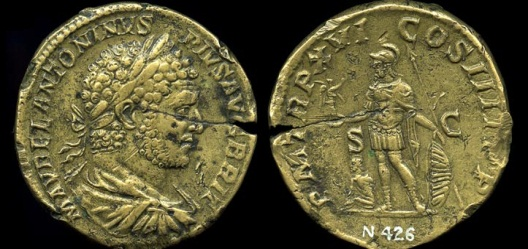 M AVREL ANTONINVS PIVS AVG BRIT
P M TR P XVI COS IIII P P
S C
N 426